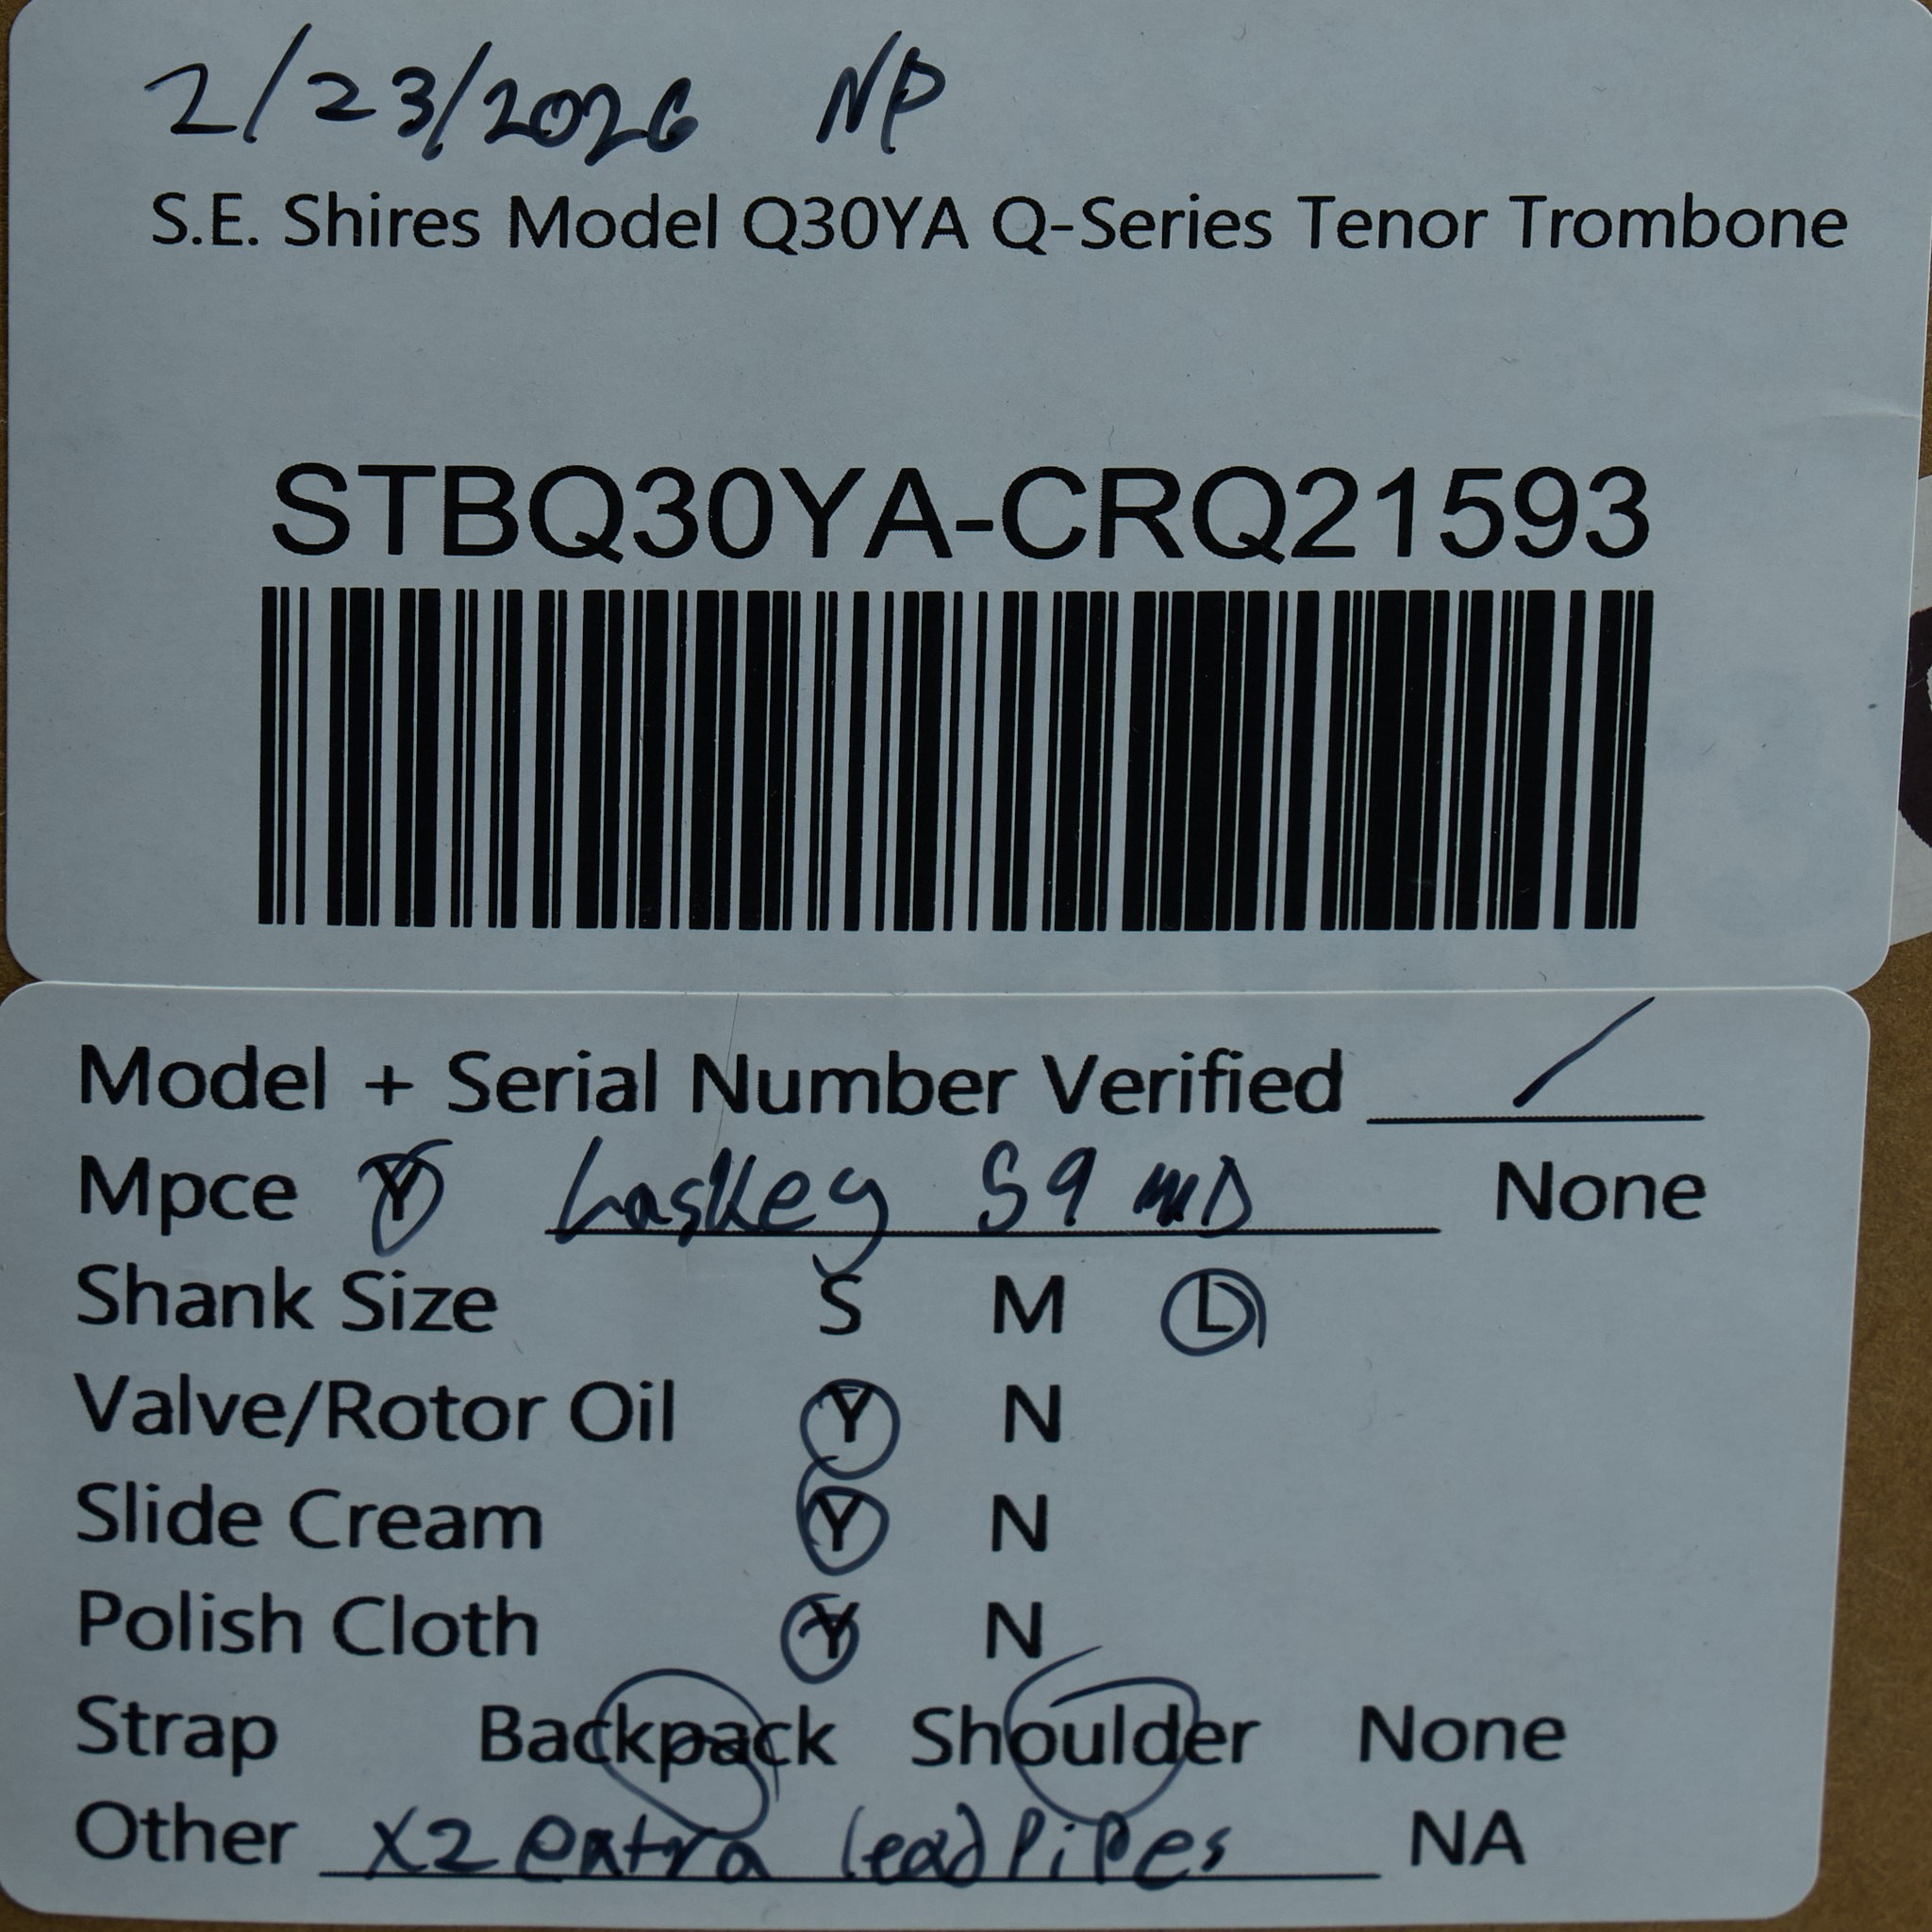 2/23/2026 NP
S.E. Shires Model Q30YA Q-Series Tenor Trombone
STBQ30YA-CRQ21593
Model + Serial Number Verified /
Mpce Y Laskey 59 MD None
Shank Size S M L
Valve/Rotor Oil Y N
Slide Cream Y N
Polish Cloth Y N
Strap Backpack Shoulder None
Other x2 extra lead pipes NA